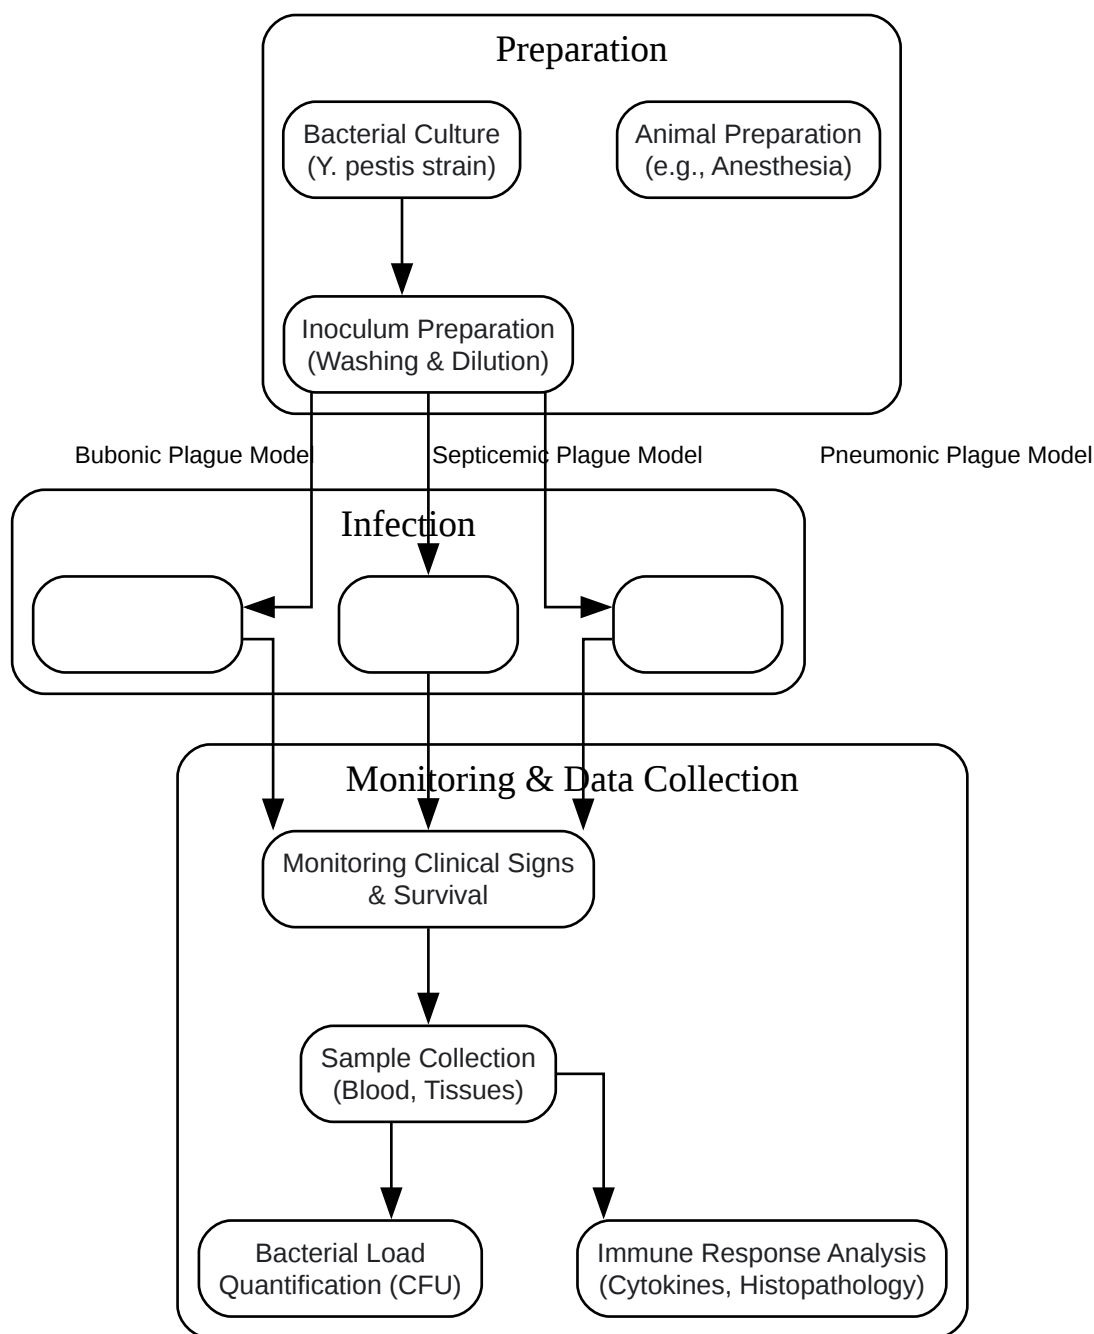 Preparation
Bacterial Culture
(Y. pestis strain)
Animal Preparation
(e.g., Anesthesia)
Inoculum Preparation
(Washing & Dilution)
Bubonic Plague Model
Septicemic Plague Model
Pneumonic Plague Model
Infection
Monitoring & Data Collection
Monitoring Clinical Signs
& Survival
Sample Collection
(Blood, Tissues)
Bacterial Load
Quantification (CFU)
Immune Response Analysis
(Cytokines, Histopathology)